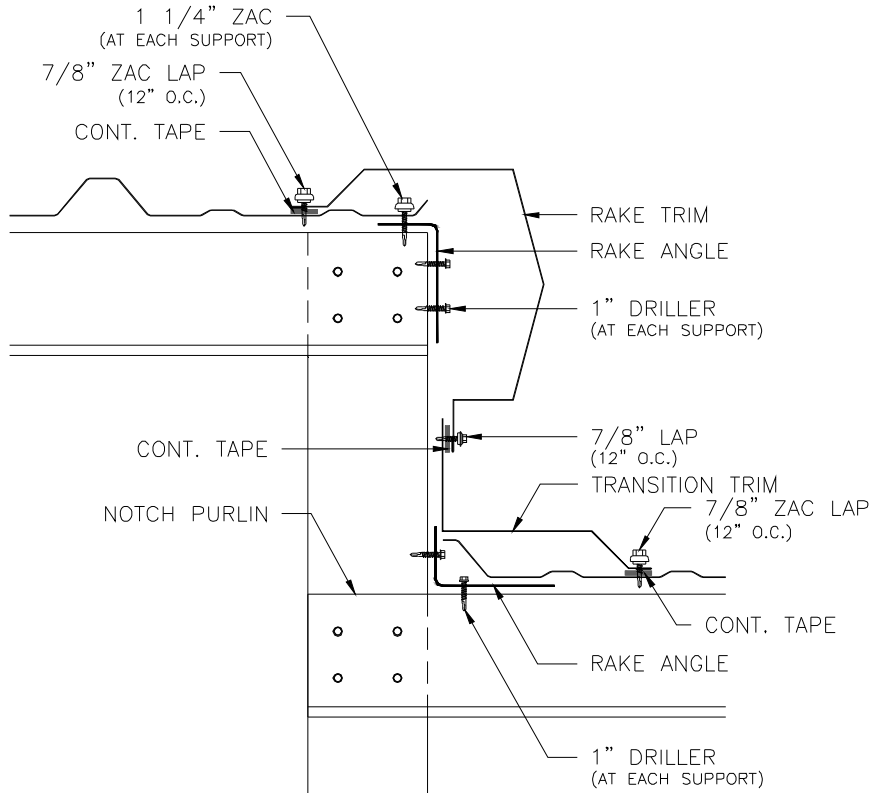 1 1/4" ZAC
(AT EACH SUPPORT)
7/8" ZAC LAP
(12" O.C.)
CONT. TAPE
RAKE TRIM
RAKE ANGLE
1" DRILLER
(AT EACH SUPPORT)
CONT. TAPE
7/8" LAP
(12" O.C.)
TRANSITION TRIM
7/8" ZAC LAP
(12" O.C.)
NOTCH PURLIN
CONT. TAPE
RAKE ANGLE
1" DRILLER
(AT EACH SUPPORT)